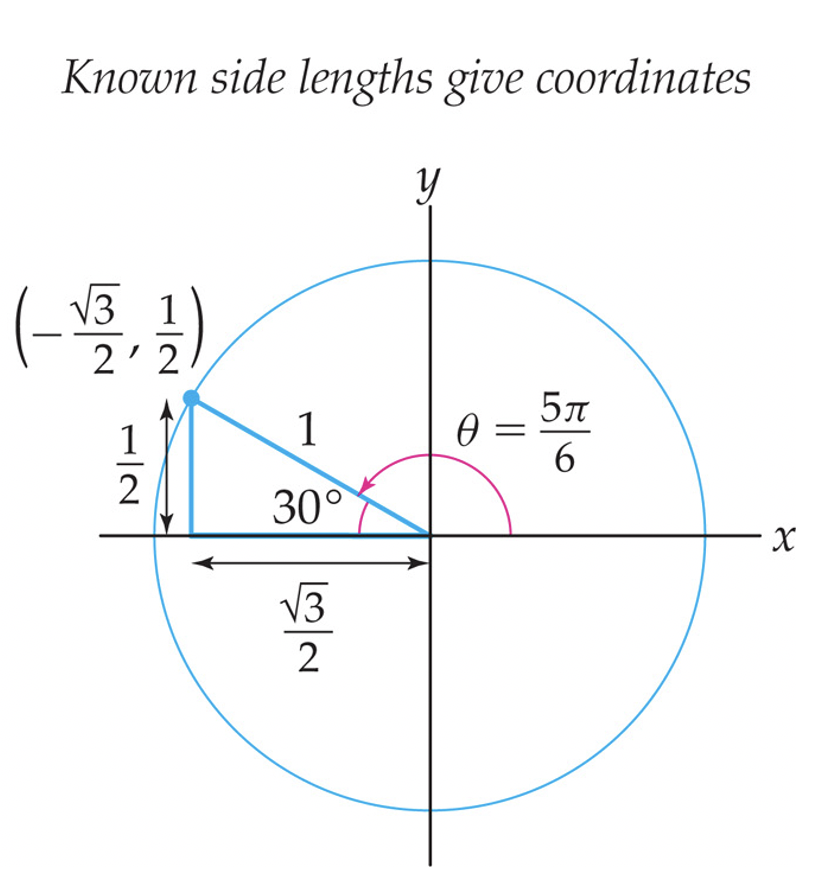 Known side lengths give coordinates
y
(-√3/2, 1/2)
1
θ = 5π/6
1/2
30°
x
√3/2